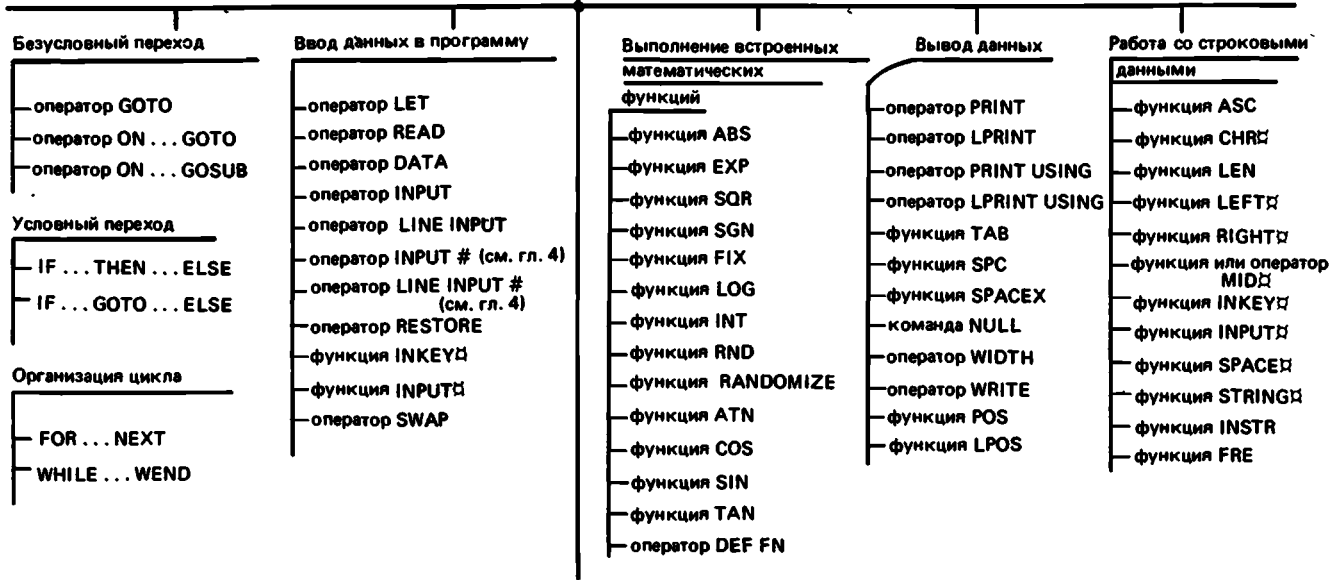 Безусловный переход
оператор GOTO
оператор ON ... GOTO
оператор ON ... GOSUB
Условный переход
IF ... THEN ... ELSE
IF ... GOTO ... ELSE
Организация цикла
FOR ... NEXT
WHILE ... WEND
Ввод данных в программу
оператор LET
оператор READ
оператор DATA
оператор INPUT
оператор LINE INPUT
оператор INPUT # (см. гл. 4)
оператор LINE INPUT #
(см. гл. 4)
оператор RESTORE
функция INKEY¤
функция INPUT¤
оператор SWAP
Выполнение встроенных
математических
функций
функция ABS
функция EXP
функция SQR
функция SGN
функция FIX
функция LOG
функция INT
функция RND
функция RANDOMIZE
функция ATN
функция COS
функция SIN
функция TAN
оператор DEF FN
Вывод данных
оператор PRINT
оператор LPRINT
оператор PRINT USING
оператор LPRINT USING
функция TAB
функция SPC
функция SPACEX
команда NULL
оператор WIDTH
оператор WRITE
функция POS
функция LPOS
Работа со строковыми
данными
функция ASC
функция CHR¤
функция LEN
функция LEFT¤
функция RIGHT¤
функция или оператор
MID¤
функция INKEY¤
функция INPUT¤
функция SPACE¤
функция STRING¤
функция INSTR
функция FRE